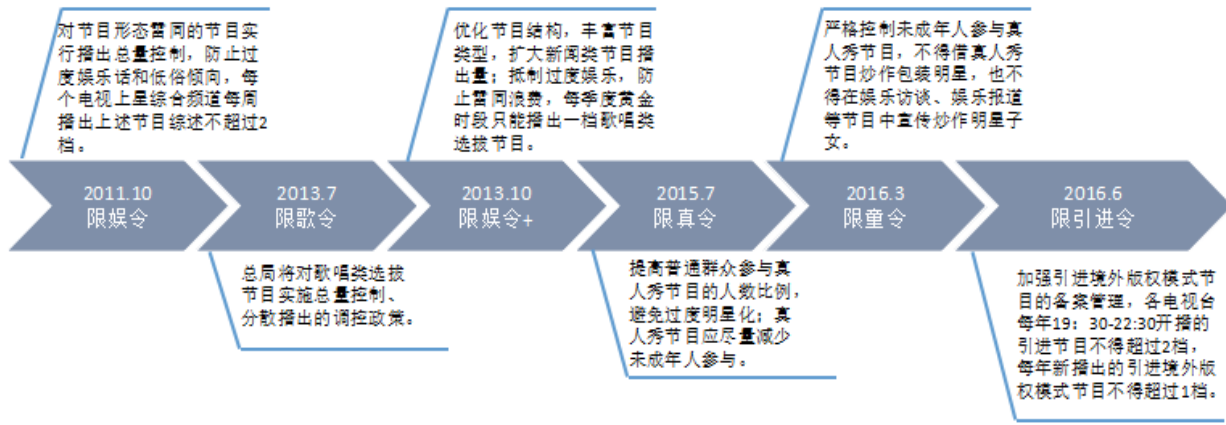 对节目形态雷同的节目实
行播出总量控制，防止过
度娱乐话和低俗倾向，每
个电视上星综合频道每周
播出上述节目综述不超过2
档。
优化节目结构，丰富节目
类型，扩大新闻类节目播
出量；抵制过度娱乐，防
止雷同浪费，每季度黄金
时段只能播出一档歌唱类
选拔节目。
严格控制未成年人参与真
人秀节目，不得借真人秀
节目炒作包装明星，也不
得在娱乐访谈、娱乐报道
等节目中宣传炒作明星子
女。
2011.10
限娱令
2013.7
限歌令
2013.10
限娱令+
2015.7
限真令
2016.3
限童令
2016.6
限引进令
总局将对歌唱类选拔
节目实施总量控制、
分散播出的调控政策。
提高普通群众参与真
人秀节目的人数比例，
避免过度明星化；真
人秀节目应尽量减少
未成年人参与。
加强引进境外版权模式节
目的备案管理，各电视台
每年19：30-22:30开播的
引进节目不得超过2档，
每年新播出的引进境外版
权模式节目不得超过1档。